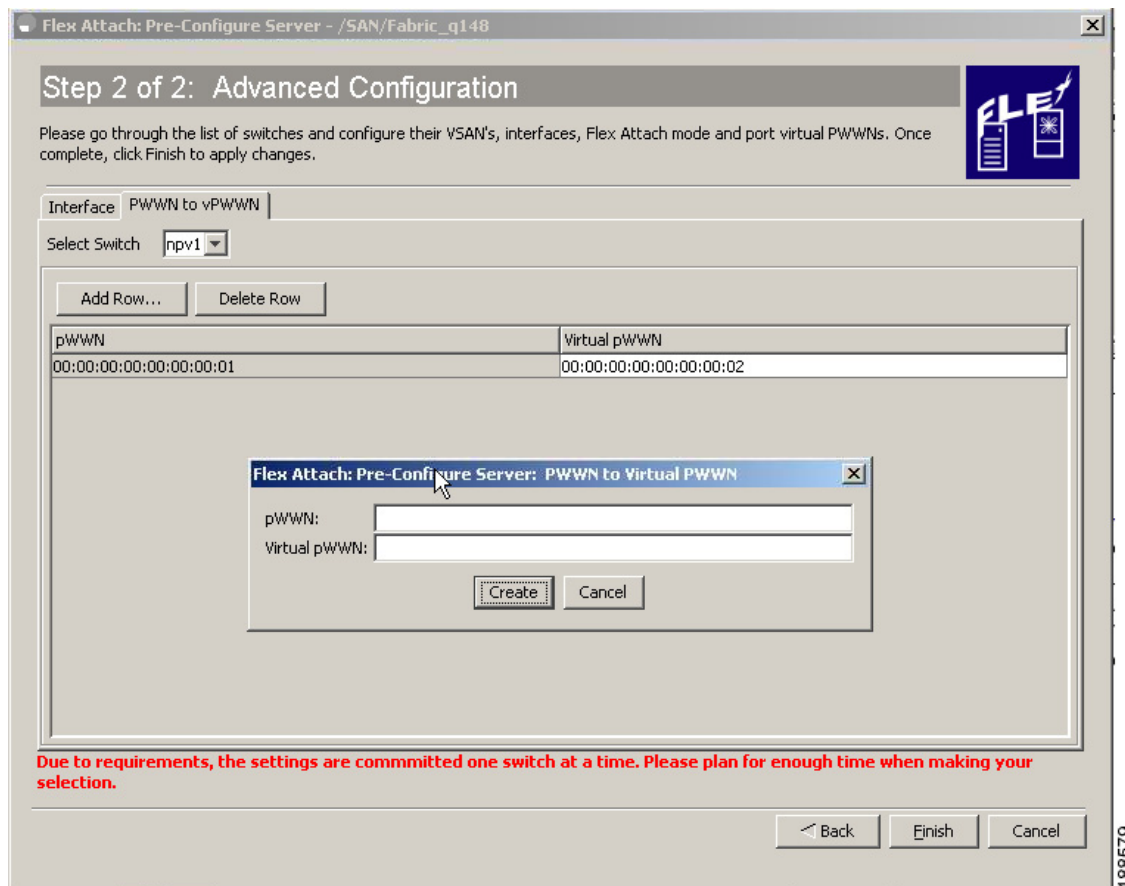 Flex Attach: Pre-Configure Server - /SAN/Fabric_q148
Step 2 of 2: Advanced Configuration
FLEX
Please go through the list of switches and configure their VSAN's, interfaces, Flex Attach mode and port virtual PWWNs. Once
complete, click Finish to apply changes.
Interface PWWN to vPWWN
Select Switch npv1
Add Row... Delete Row
pWWN Virtual pWWN
00:00:00:00:00:00:00:01 00:00:00:00:00:00:00:02
Flex Attach: Pre-Configure Server: PWWN to Virtual PWWN
pWWN:
Virtual pWWN:
Create Cancel
Due to requirements, the settings are commmitted one switch at a time. Please plan for enough time when making your
selection.
Back Finish Cancel
188579